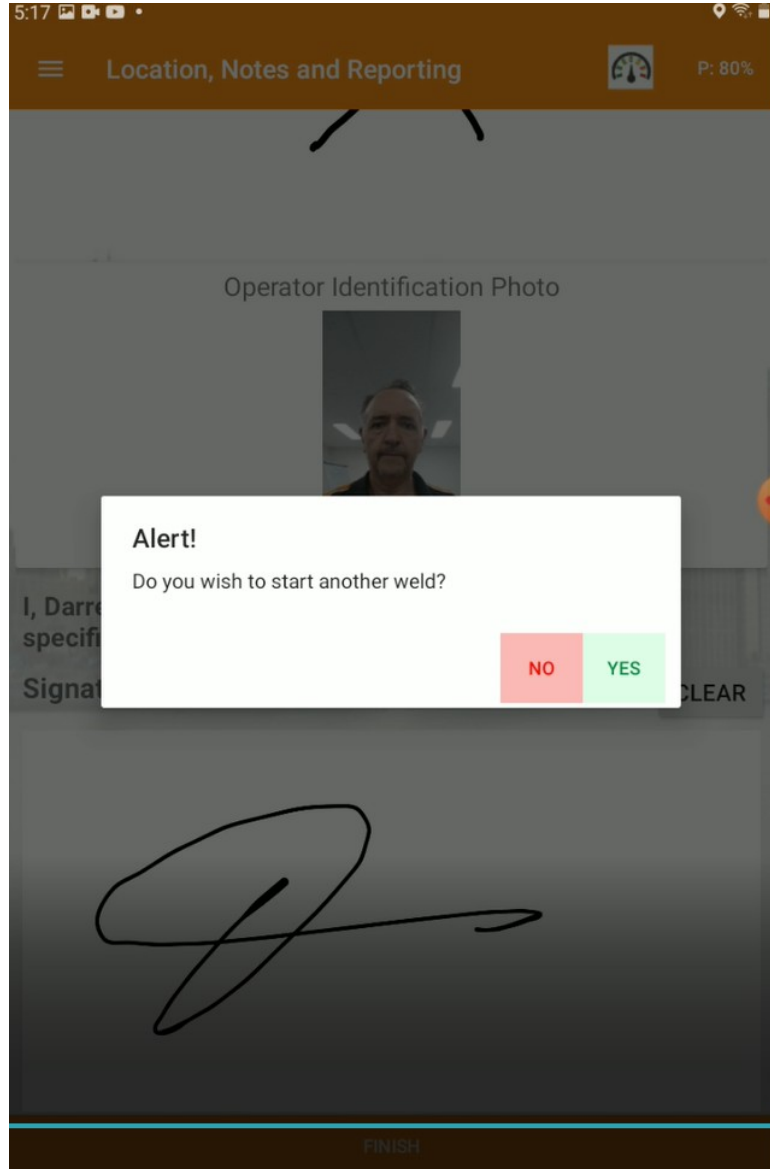 5:17
Location, Notes and Reporting
P: 80%
Operator Identification Photo
Alert!
Do you wish to start another weld?
I, Darre
specifi
NO YES
Signat
CLEAR
FINISH